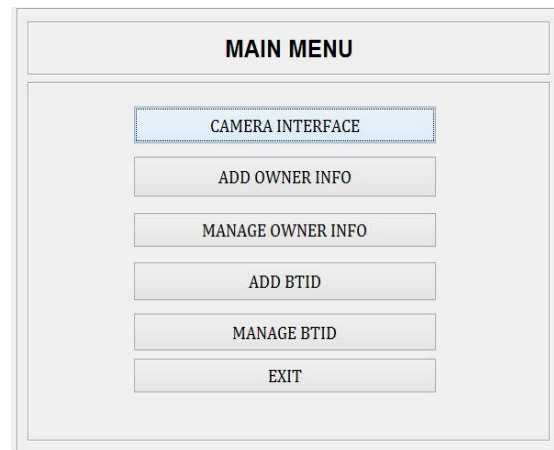 MAIN MENU
CAMERA INTERFACE
ADD OWNER INFO
MANAGE OWNER INFO
ADD BTID
MANAGE BTID
EXIT